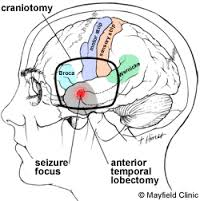 craniotomy
motor strip
sensory strip
Broca
Wernicke
seizure
focus
anterior
temporal
lobectomy
© Mayfield Clinic